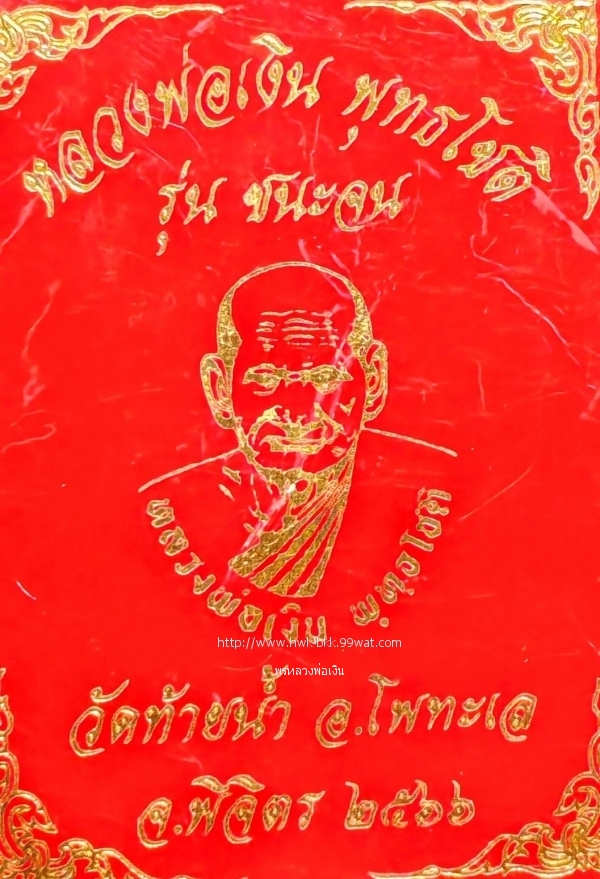 หลวงพ่อเงิน พุทธโชติ
รุ่น ชนะจน
หลวงพ่อเงิน พุทธโชติ
http://www.hwk-bkk.99wat.com
พรหลวงพ่อเงิน
วัดท้ายน้ำ อ.โพทะเล
จ.พิจิตร ๒๕๖๖